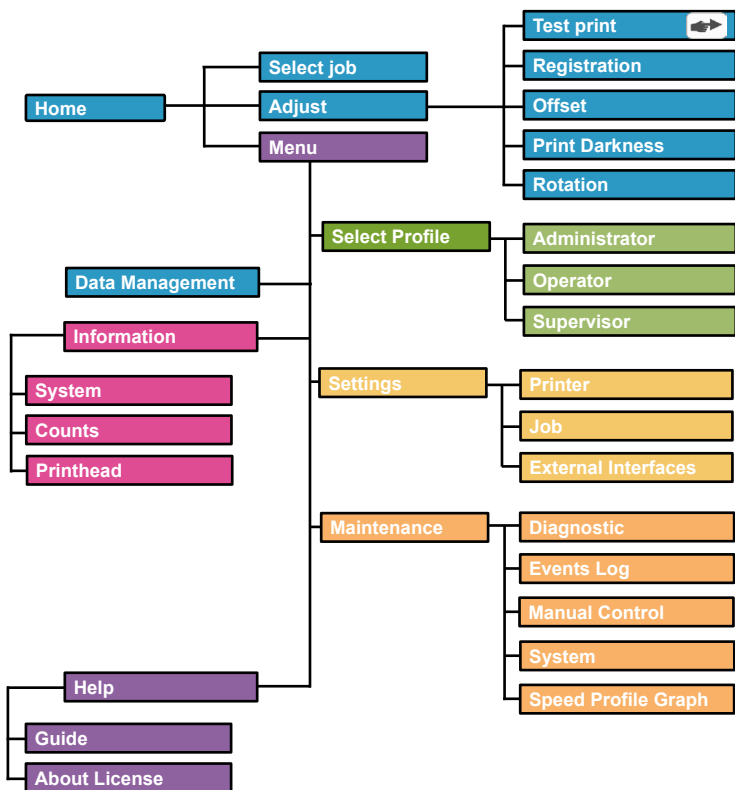 Test print
Select job
Registration
Home
Adjust
Offset
Menu
Print Darkness
Rotation
Select Profile
Administrator
Data Management
Operator
Supervisor
Information
System
Counts
Printhead
Settings
Printer
Job
External Interfaces
Maintenance
Diagnostic
Events Log
Manual Control
System
Speed Profile Graph
Help
Guide
About License